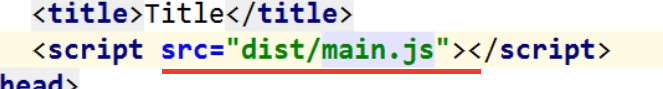 <title>Title</title>
<script src="dist/main.js"></script>
head>